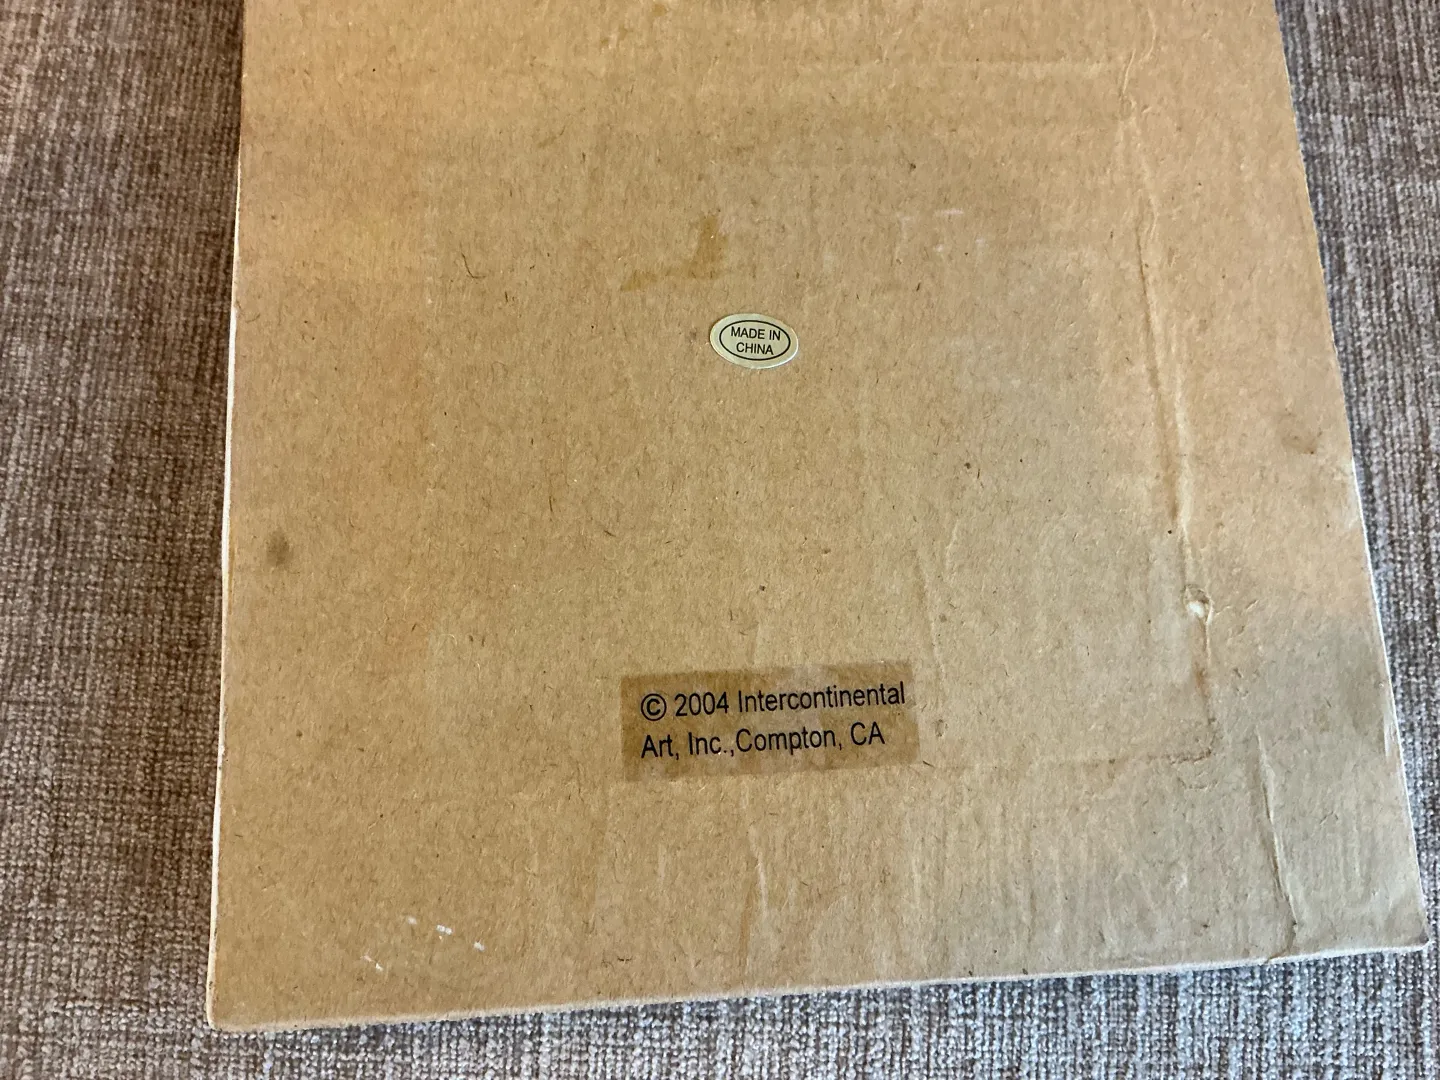 MADE IN
CHINA
© 2004 Intercontinental
Art, Inc.,Compton, CA